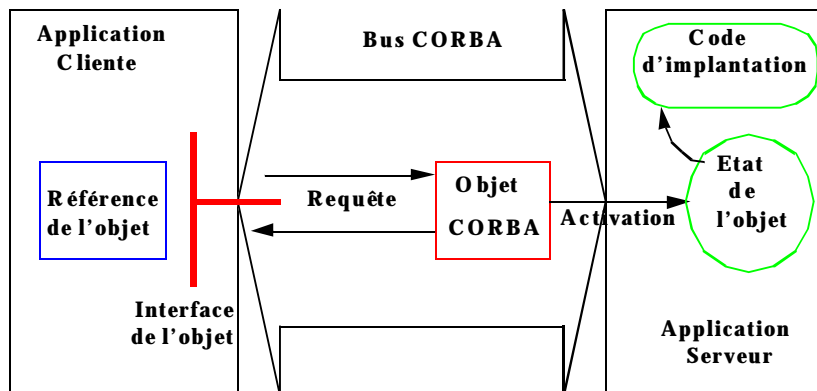 Application
Cliente
Bus CORBA
Code
d'implantation
Référence
de l'objet
Requête
Objet
CORBA
Activation
Etat
de
l'objet
Interface
de l'objet
Application
Serveur